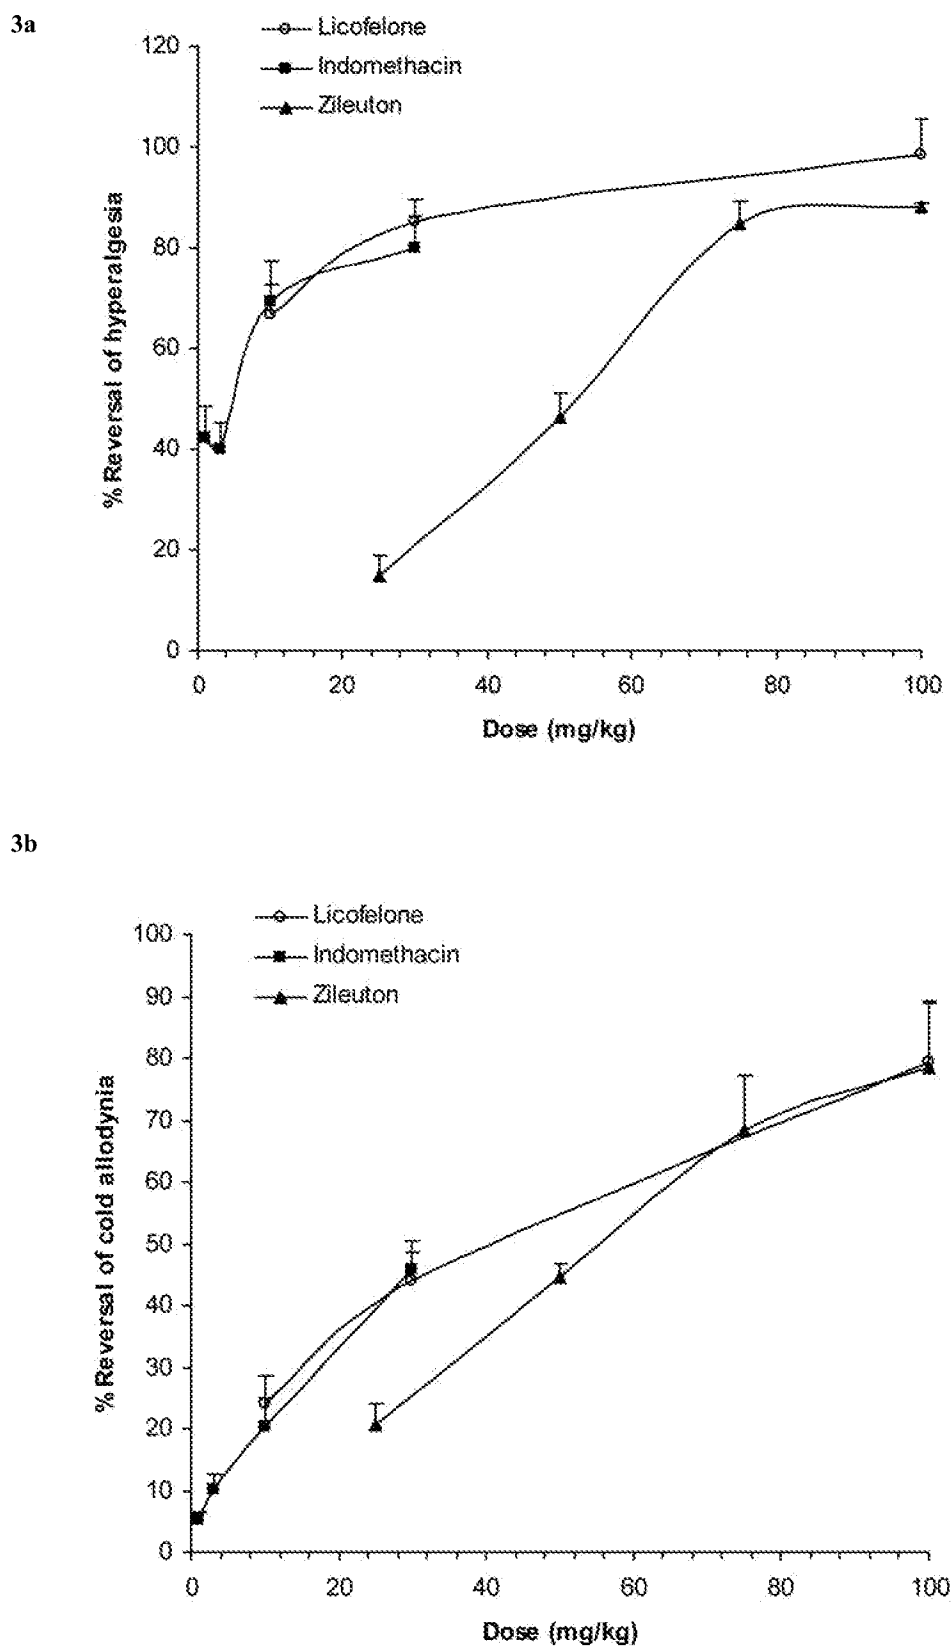 3a
Licofelone
Indomethacin
Zileuton
120
100
80
60
40
20
0
% Reversal of hyperalgesia
0 20 40 60 80 100
Dose (mg/kg)
3b
Licofelone
Indomethacin
Zileuton
100
90
80
70
60
50
40
30
20
10
0
% Reversal of cold allodynia
0 20 40 60 80 100
Dose (mg/kg)